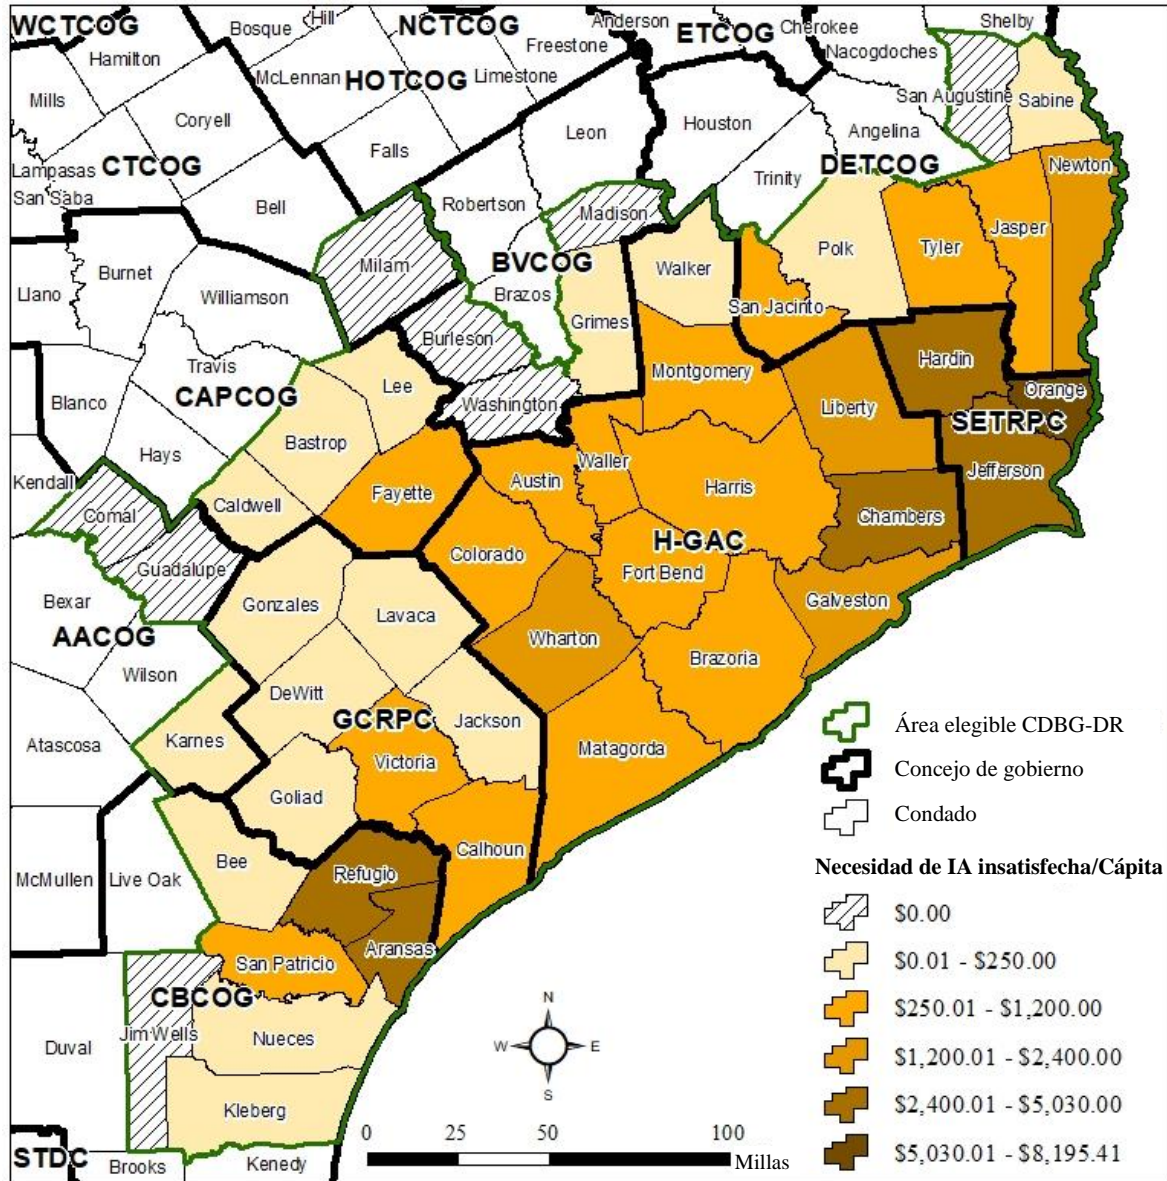 WCTCOG
Hill
Bosque
NCTCOG
Anderson
ETCOG
Cherokee
Shelby
Hamilton
Freestone
Nacogdoches
McLennan
HOTCOG
Limestone
Mills
San Augustine
Sabine
Coryell
Leon
Houston
Angelina
Falls
Lampasas
CTCOG
DETCOG
Newton
San Saba
Bell
Robertson
Madison
Trinity
Jasper
Burnet
Milam
BVCOG
Walker
Polk
Tyler
Llano
Williamson
Brazos
San Jacinto
Grimes
Burleson
Travis
Hardin
Montgomery
Lee
Orange
CAPCOG
Washington
Liberty
Blanco
SETRPC
Bastrop
Hays
Waller
Jefferson
Kendall
Austin
Harris
Fayette
Caldwell
Comal
Chambers
H-GAC
Colorado
Guadalupe
Fort Bend
Bexar
Gonzales
Galveston
Lavaca
AACOG
Wharton
Brazoria
Wilson
DeWitt
GCRPC
Jackson
Karnes
Atascosa
Matagorda
Victoria
Goliad
Calhoun
Bee
McMullen
Live Oak
Refugio
Aransas
San Patricio
CBCOG
Jim Wells
Nueces
Duval
Kleberg
STDC
Brooks
Kenedy
N
W
E
S
0
25
50
100
Millas
Área elegible CDBG-DR
Concejo de gobierno
Condado
Necesidad de IA insatisfecha/Cápita
$0.00
$0.01 - $250.00
$250.01 - $1,200.00
$1,200.01 - $2,400.00
$2,400.01 - $5,030.00
$5,030.01 - $8,195.41